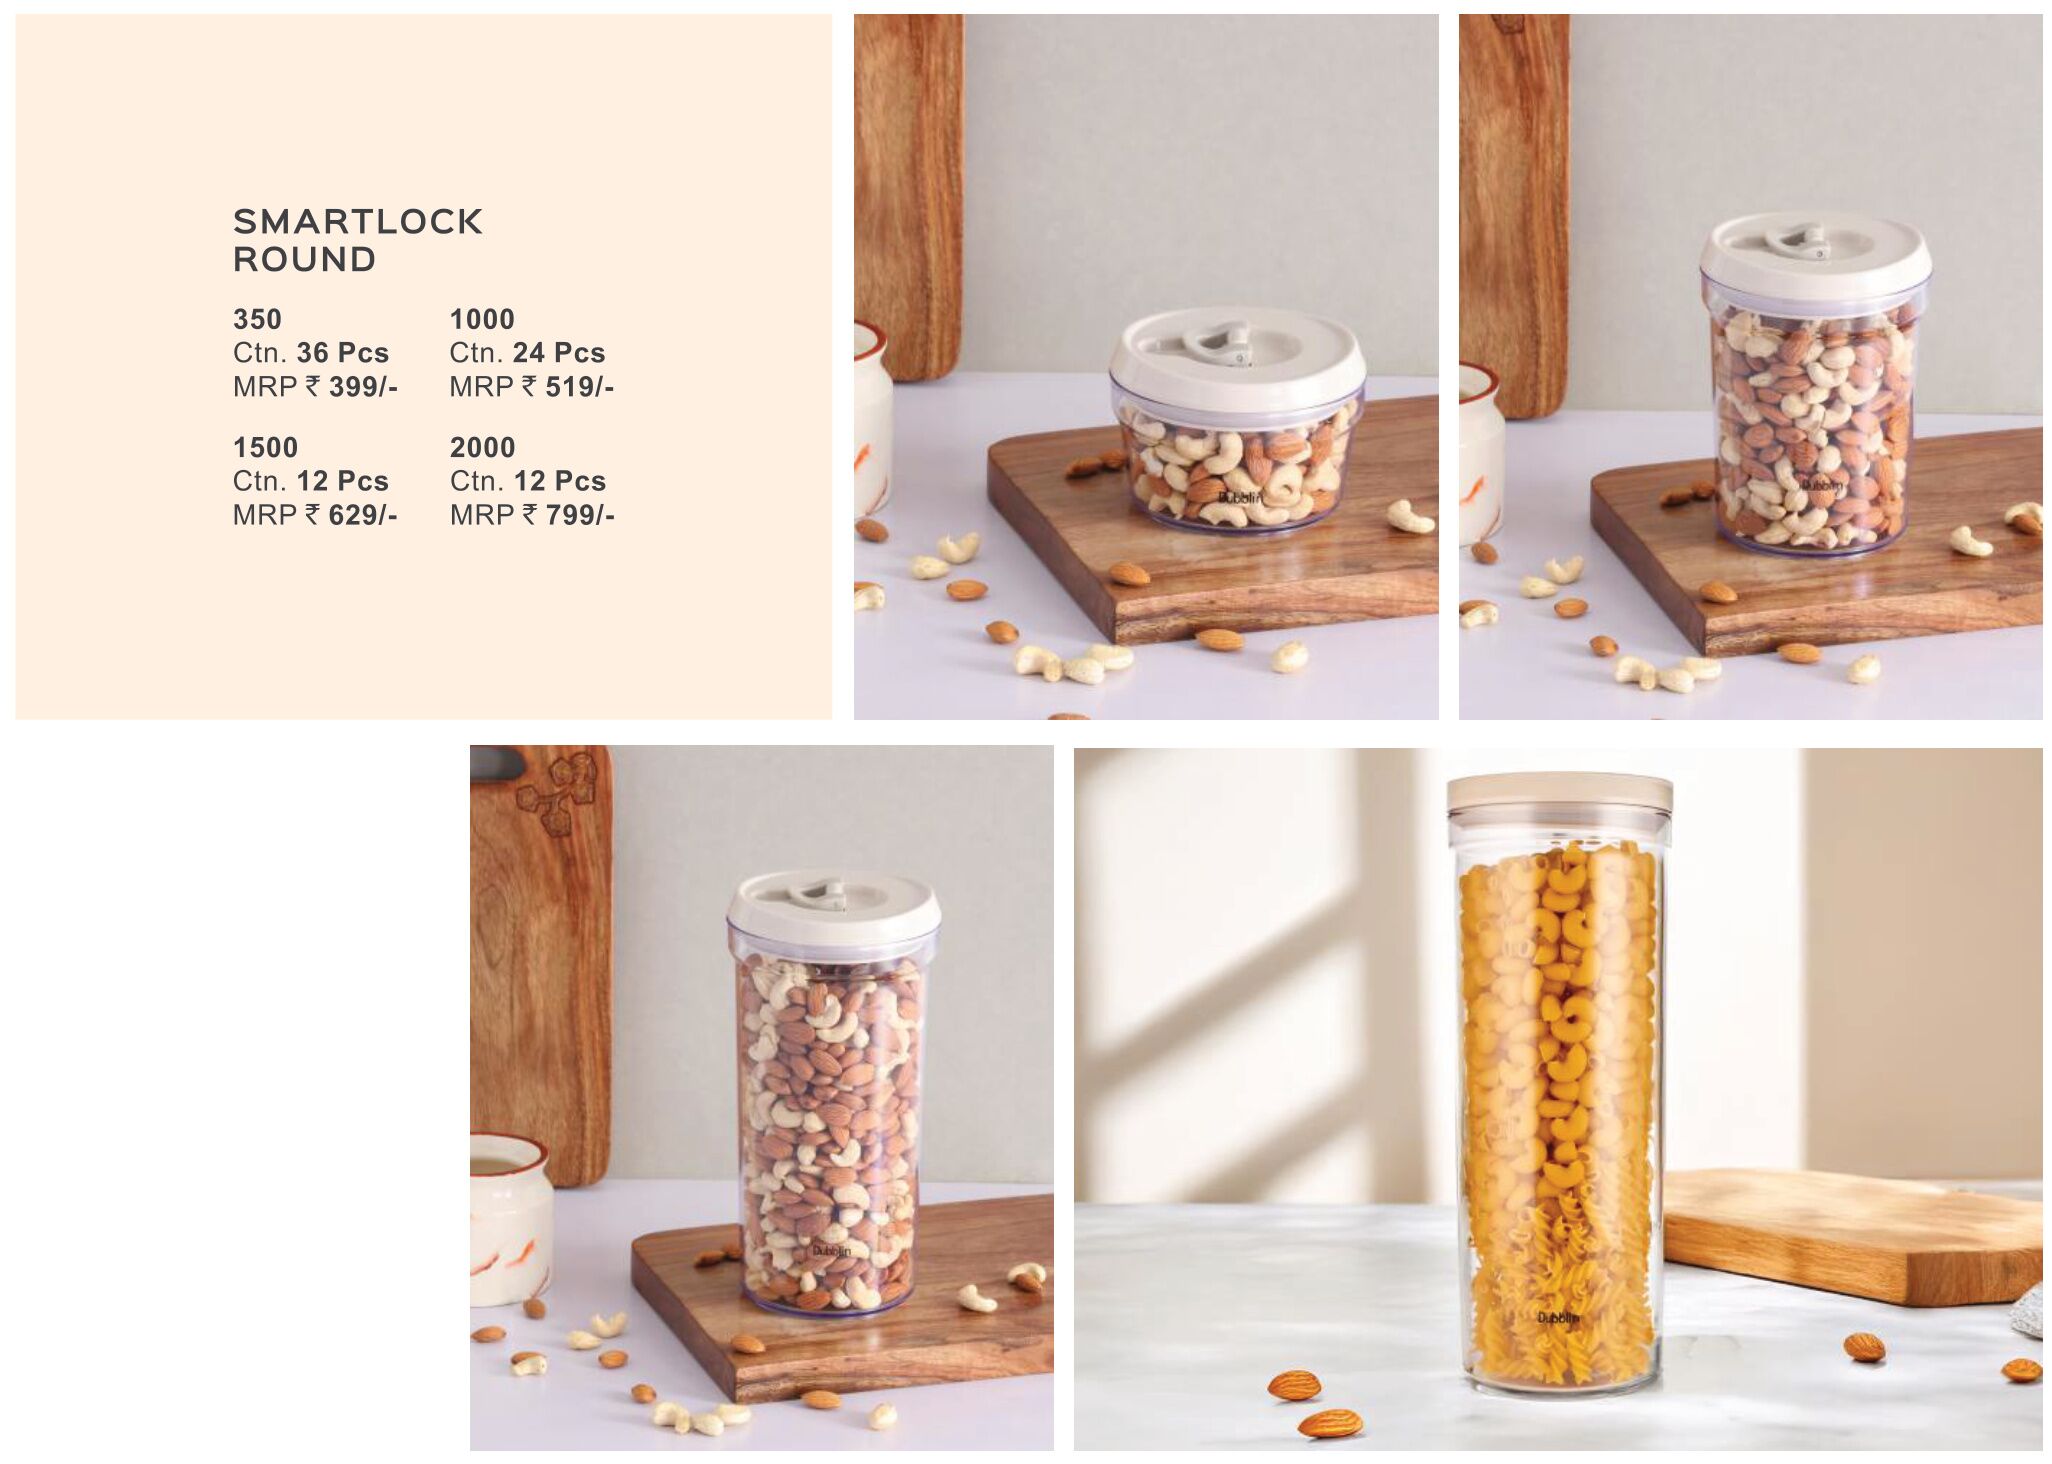 SMARTLOCK
ROUND
350
Ctn. 36 Pcs
MRP ₹ 399/-
1000
Ctn. 24 Pcs
MRP ₹ 519/-
1500
Ctn. 12 Pcs
MRP ₹ 629/-
2000
Ctn. 12 Pcs
MRP ₹ 799/-
Dubblin
Dubblin
Dubblin
Dubblin